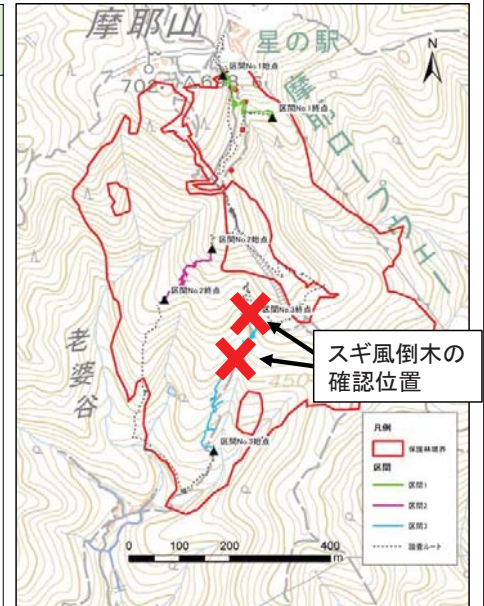 摩耶山
星の駅
摩耶ロープウェー
N
区間No.1始点
区間No.1終点
区間No.2始点
区間No.2終点
区間No.3終点
老婆谷
スギ風倒木の
確認位置
450
区間No.3始点
凡例
保護林境界
区間
区間1
区間2
区間3
踏査ルート
0 100 200 300 400
m